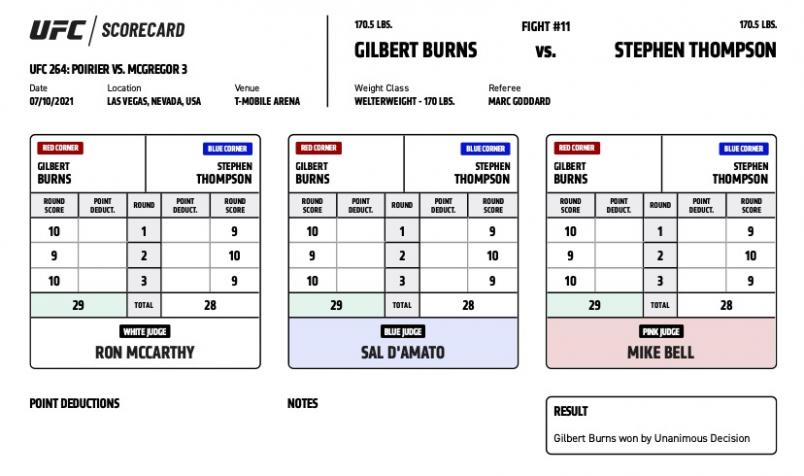 UFC / SCORECARD
UFC 264: POIRIER VS. MCGREGOR 3
Date Location Venue
07/10/2021 LAS VEGAS, NEVADA, USA T-MOBILE ARENA
170.5 LBS. FIGHT #11 170.5 LBS.
GILBERT BURNS VS. STEPHEN THOMPSON
Weight Class Referee
WELTERWEIGHT - 170 LBS. MARC GODDARD
RED CORNER BLUE CORNER
GILBERT STEPHEN
BURNS THOMPSON
ROUND POINT ROUND POINT ROUND
SCORE DEDUCT. DEDUCT. SCORE
10 1 9
9 2 10
10 3 9
29 TOTAL 28
WHITE JUDGE
RON MCCARTHY
RED CORNER BLUE CORNER
GILBERT STEPHEN
BURNS THOMPSON
ROUND POINT ROUND POINT ROUND
SCORE DEDUCT. DEDUCT. SCORE
10 1 9
9 2 10
10 3 9
29 TOTAL 28
BLUE JUDGE
SAL D'AMATO
RED CORNER BLUE CORNER
GILBERT STEPHEN
BURNS THOMPSON
ROUND POINT ROUND POINT ROUND
SCORE DEDUCT. DEDUCT. SCORE
10 1 9
9 2 10
10 3 9
29 TOTAL 28
PINK JUDGE
MIKE BELL
POINT DEDUCTIONS
NOTES
RESULT
Gilbert Burns won by Unanimous Decision